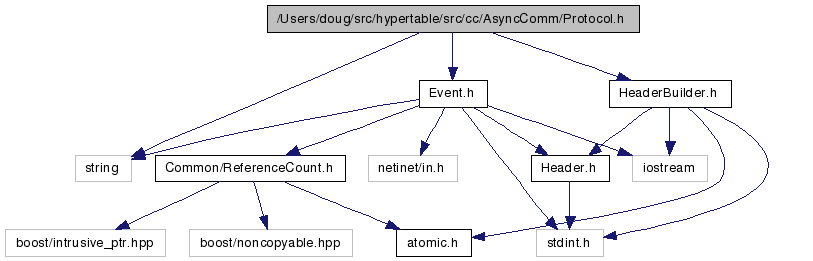 /Users/doug/src/hypertable/src/cc/AsyncComm/Protocol.h
Event.h
HeaderBuilder.h
string
Common/ReferenceCount.h
netinet/in.h
Header.h
iostream
boost/intrusive_ptr.hpp
boost/noncopyable.hpp
atomic.h
stdint.h